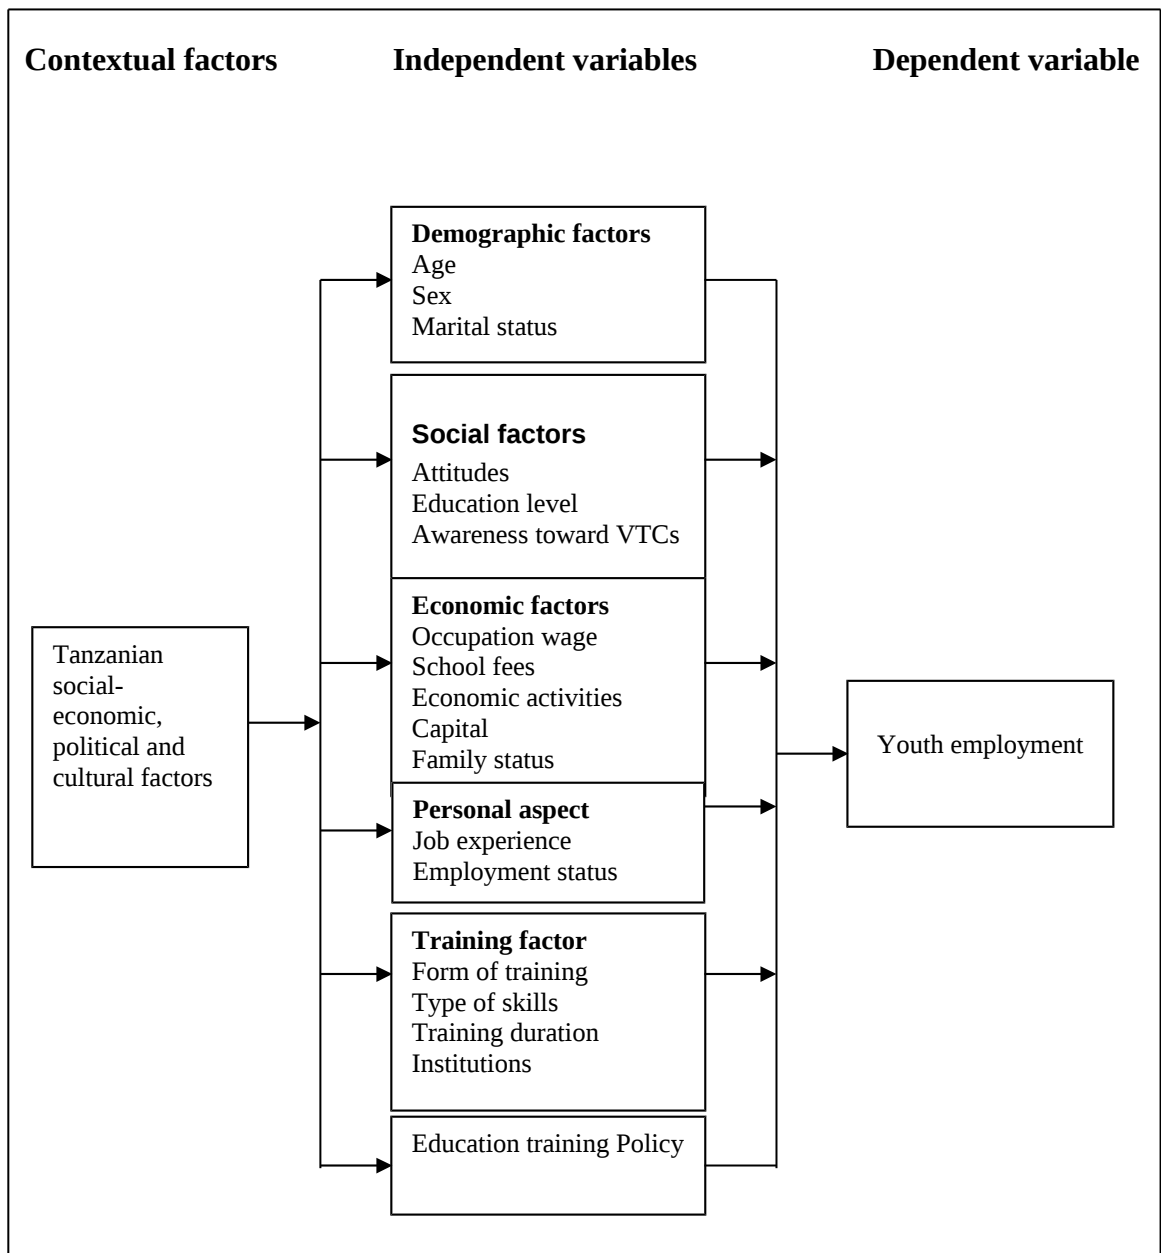 Contextual factors
Independent variables
Dependent variable
Demographic factors
Age
Sex
Marital status
Social factors
Attitudes
Education level
Awareness toward VTCs
Economic factors
Occupation wage
School fees
Economic activities
Capital
Family status
Personal aspect
Job experience
Employment status
Training factor
Form of training
Type of skills
Training duration
Institutions
Education training Policy
Tanzanian
social-
economic,
political and
cultural factors
Youth employment